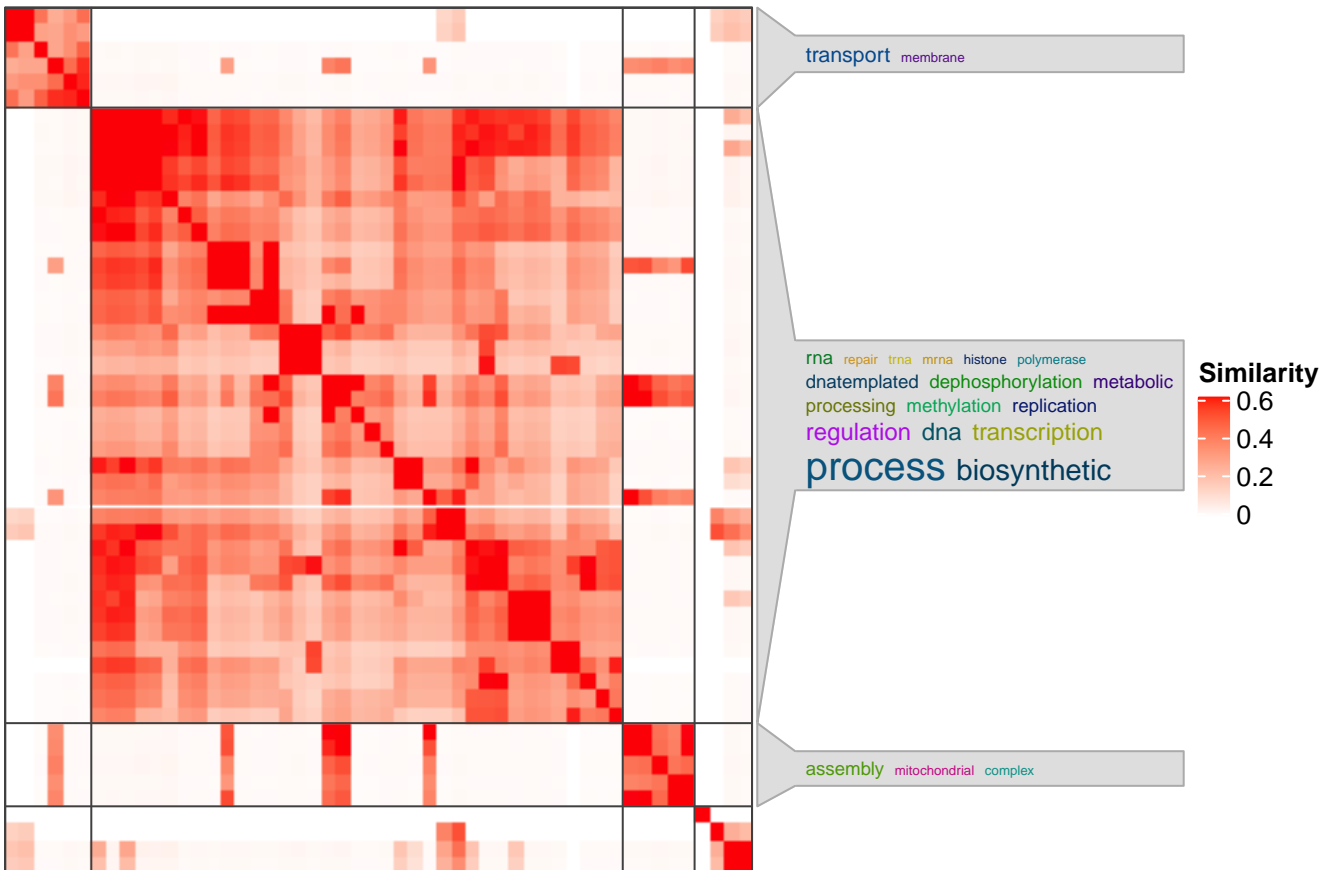 transport membrane
rna repair trna mrna histone polymerase
dnatemplated dephosphorylation metabolic
processing methylation replication
regulation dna transcription
process biosynthetic
Similarity
0.6
0.4
0.2
0
assembly mitochondrial complex